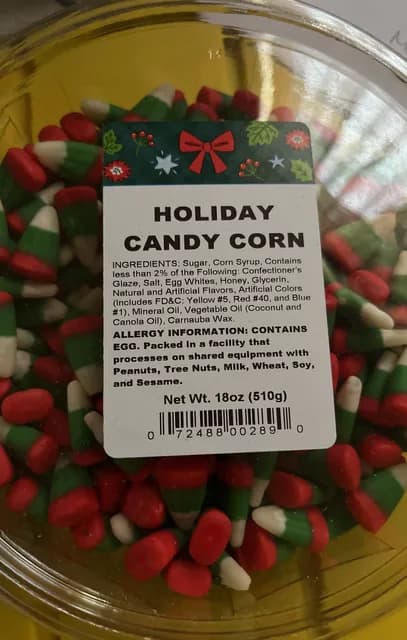 HOLIDAY
CANDY CORN
INGREDIENTS: Sugar, Corn Syrup, Contains
less than 2% of the Following: Confectioner's
Glaze, Salt, Egg Whites, Honey, Glycerin,
Natural and Artificial Flavors, Artificial Colors
(Includes FD&C: Yellow #5, Red #40, and Blue
#1), Mineral Oil, Vegetable Oil (Coconut and
Canola Oil), Carnauba Wax.
ALLERGY INFORMATION: CONTAINS
EGG. Packed in a facility that
processes on shared equipment with
Peanuts, Tree Nuts, Milk, Wheat, Soy,
and Sesame.
Net Wt. 18oz (510g)
0 72488 00289 0